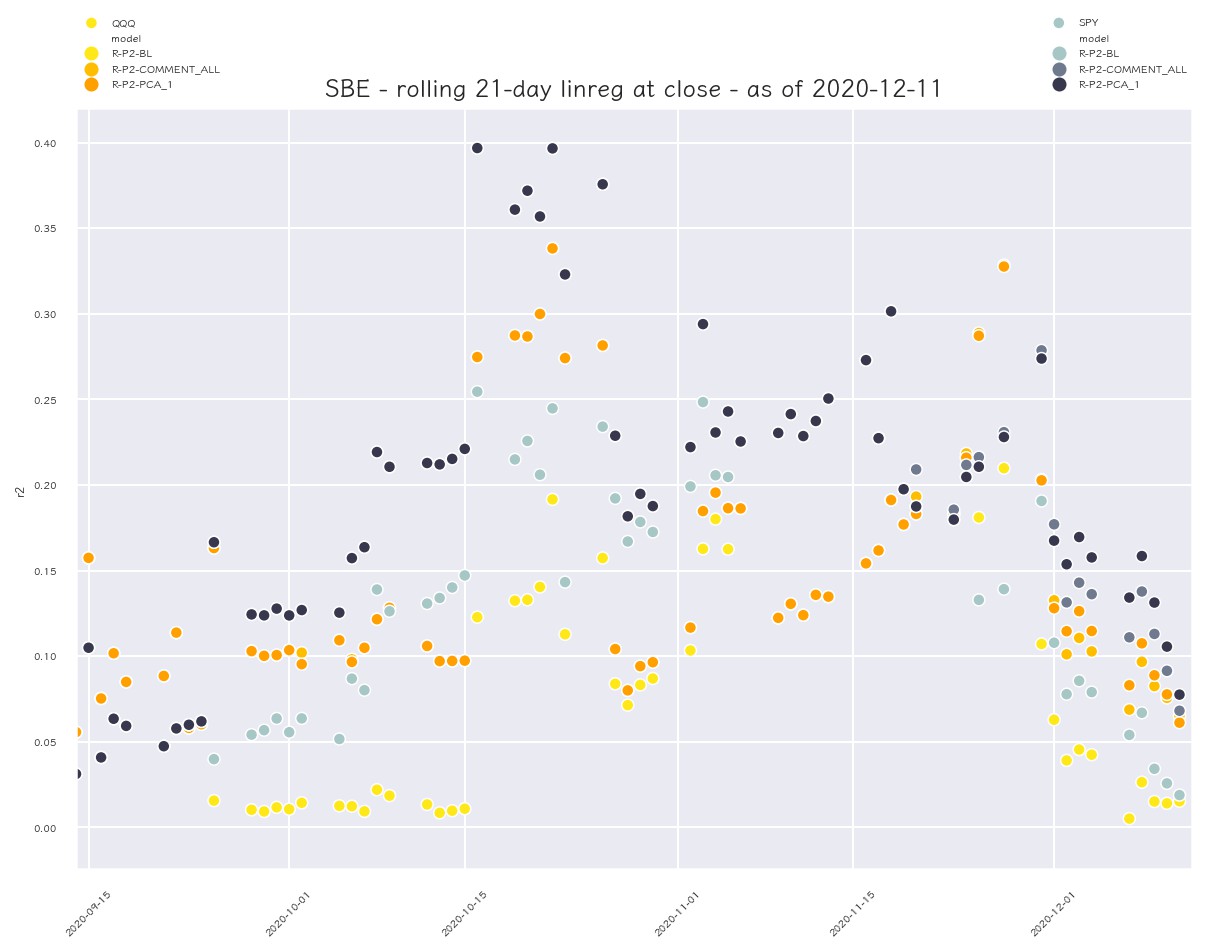 QQQ
model
R-P2-BL
R-P2-COMMENT_ALL
R-P2-PCA_1
SPY
model
R-P2-BL
R-P2-COMMENT_ALL
R-P2-PCA_1
SBE - rolling 21-day linreg at close - as of 2020-12-11
0.40
0.35
0.30
0.25
0.20
0.15
0.10
0.05
0.00
r2
2020-09-15
2020-10-01
2020-10-15
2020-11-01
2020-11-15
2020-12-01